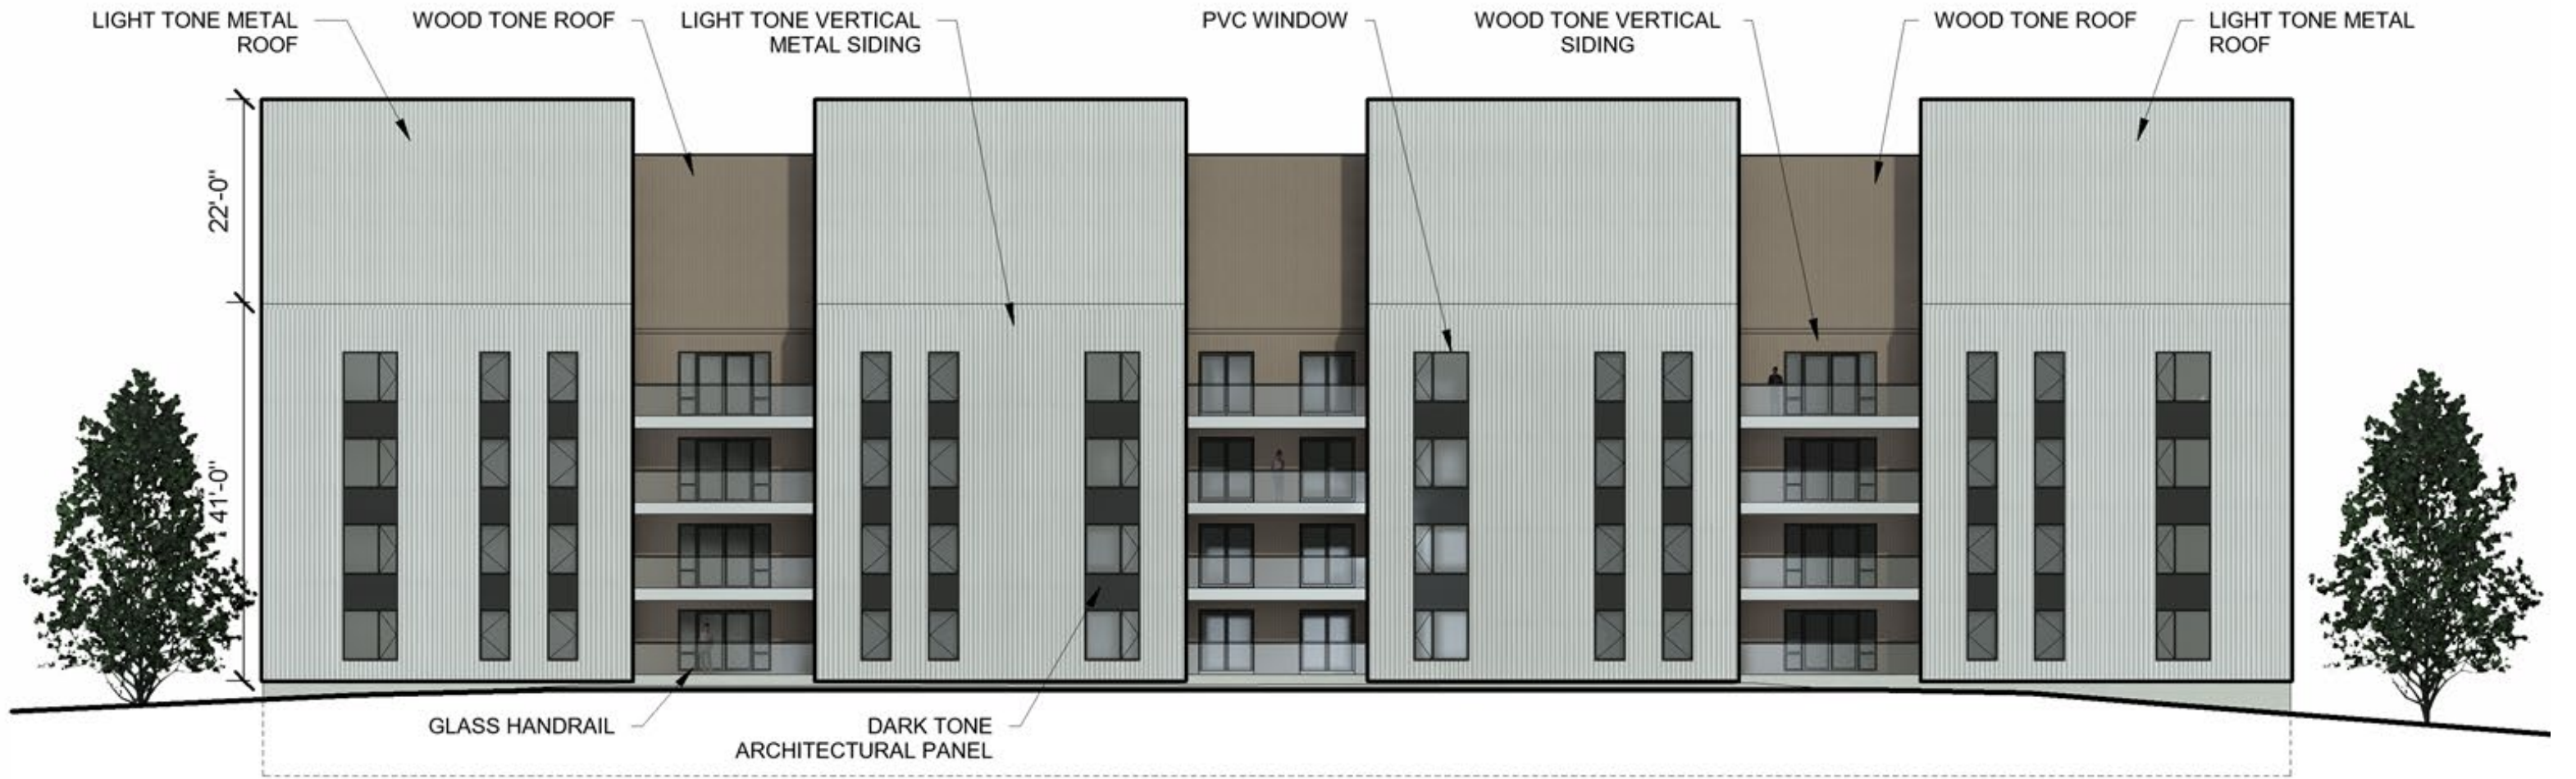 LIGHT TONE METAL
ROOF
WOOD TONE ROOF
LIGHT TONE VERTICAL
METAL SIDING
PVC WINDOW
WOOD TONE VERTICAL
SIDING
WOOD TONE ROOF
LIGHT TONE METAL
ROOF
22'-0"
41'-0"
GLASS HANDRAIL
DARK TONE
ARCHITECTURAL PANEL